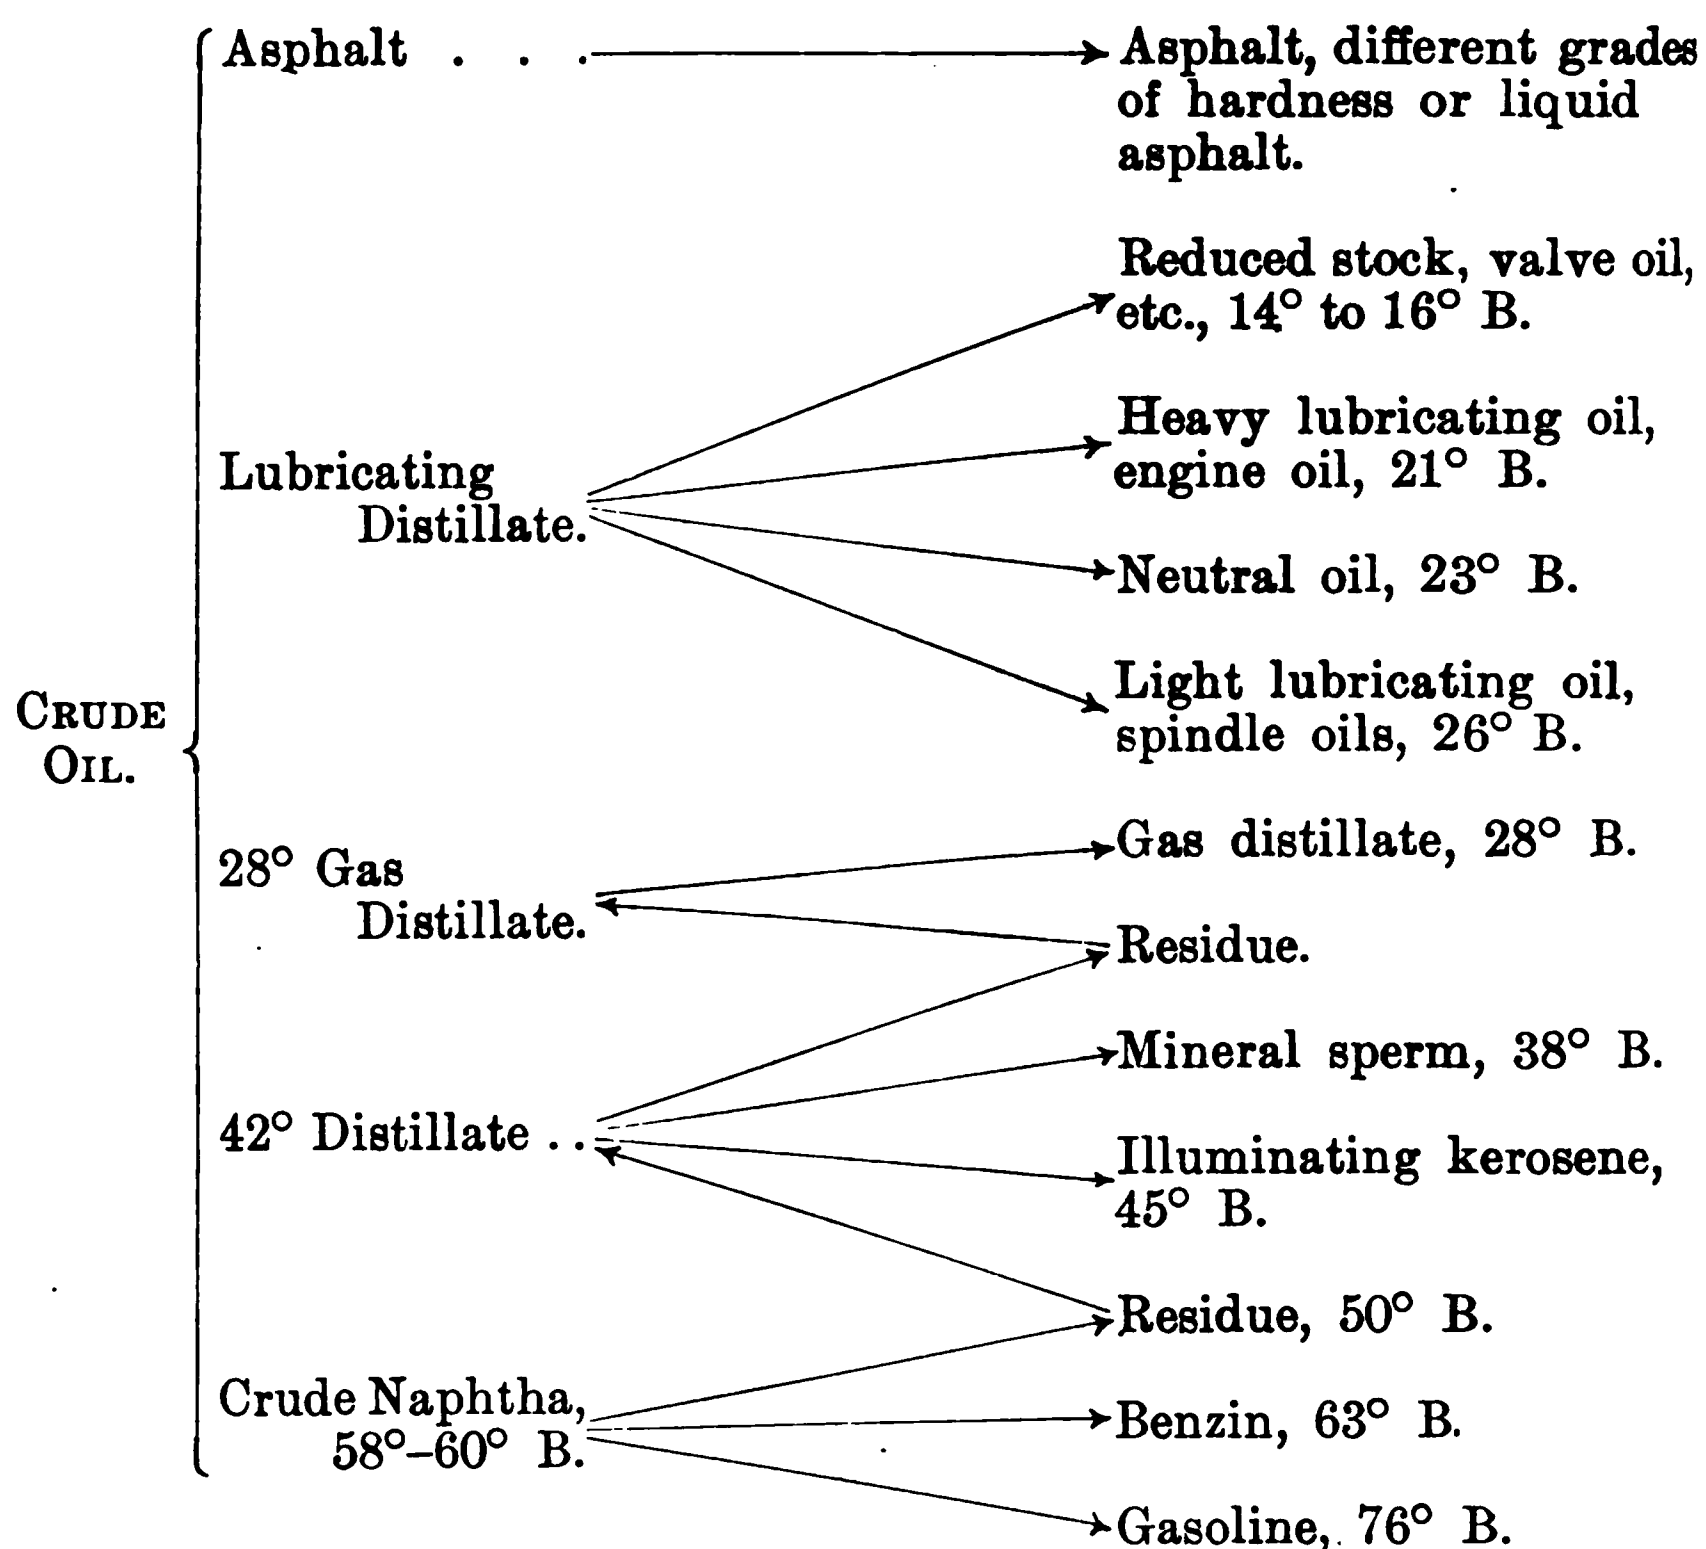 Asphalt . . .
Asphalt, different grades
of hardness or liquid
asphalt.
Reduced stock, valve oil,
etc., 14° to 16° B.
Heavy lubricating oil,
engine oil, 21° B.
Lubricating
Distillate.
Neutral oil, 23° B.
Light lubricating oil,
spindle oils, 26° B.
CRUDE
OIL.
Gas distillate, 28° B.
28° Gas
Distillate.
Residue.
Mineral sperm, 38° B.
42° Distillate . .
Illuminating kerosene,
45° B.
Residue, 50° B.
Crude Naphtha,
58°–60° B.
Benzin, 63° B.
Gasoline, 76° B.